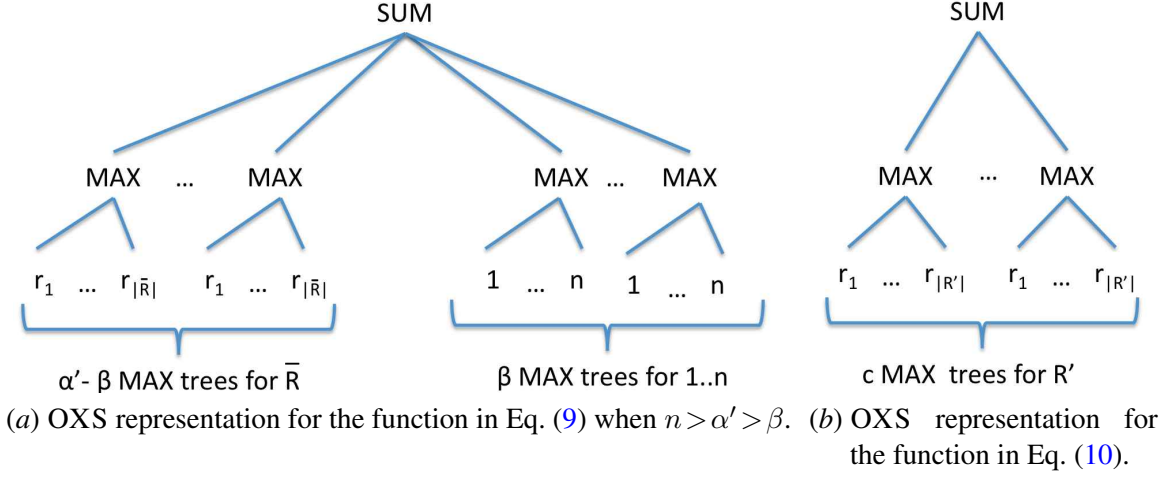 SUM
SUM
MAX ... MAX MAX ... MAX
MAX ... MAX
r1 ... r|R̄| r1 ... r|R̄| 1 ... n 1 ... n
r1 ... r|R'| r1 ... r|R'|
α'- β MAX trees for R̄
β MAX trees for 1..n
c MAX trees for R'
(a) OXS representation for the function in Eq. (9) when n > α′ > β.
(b) OXS representation for
the function in Eq. (10).